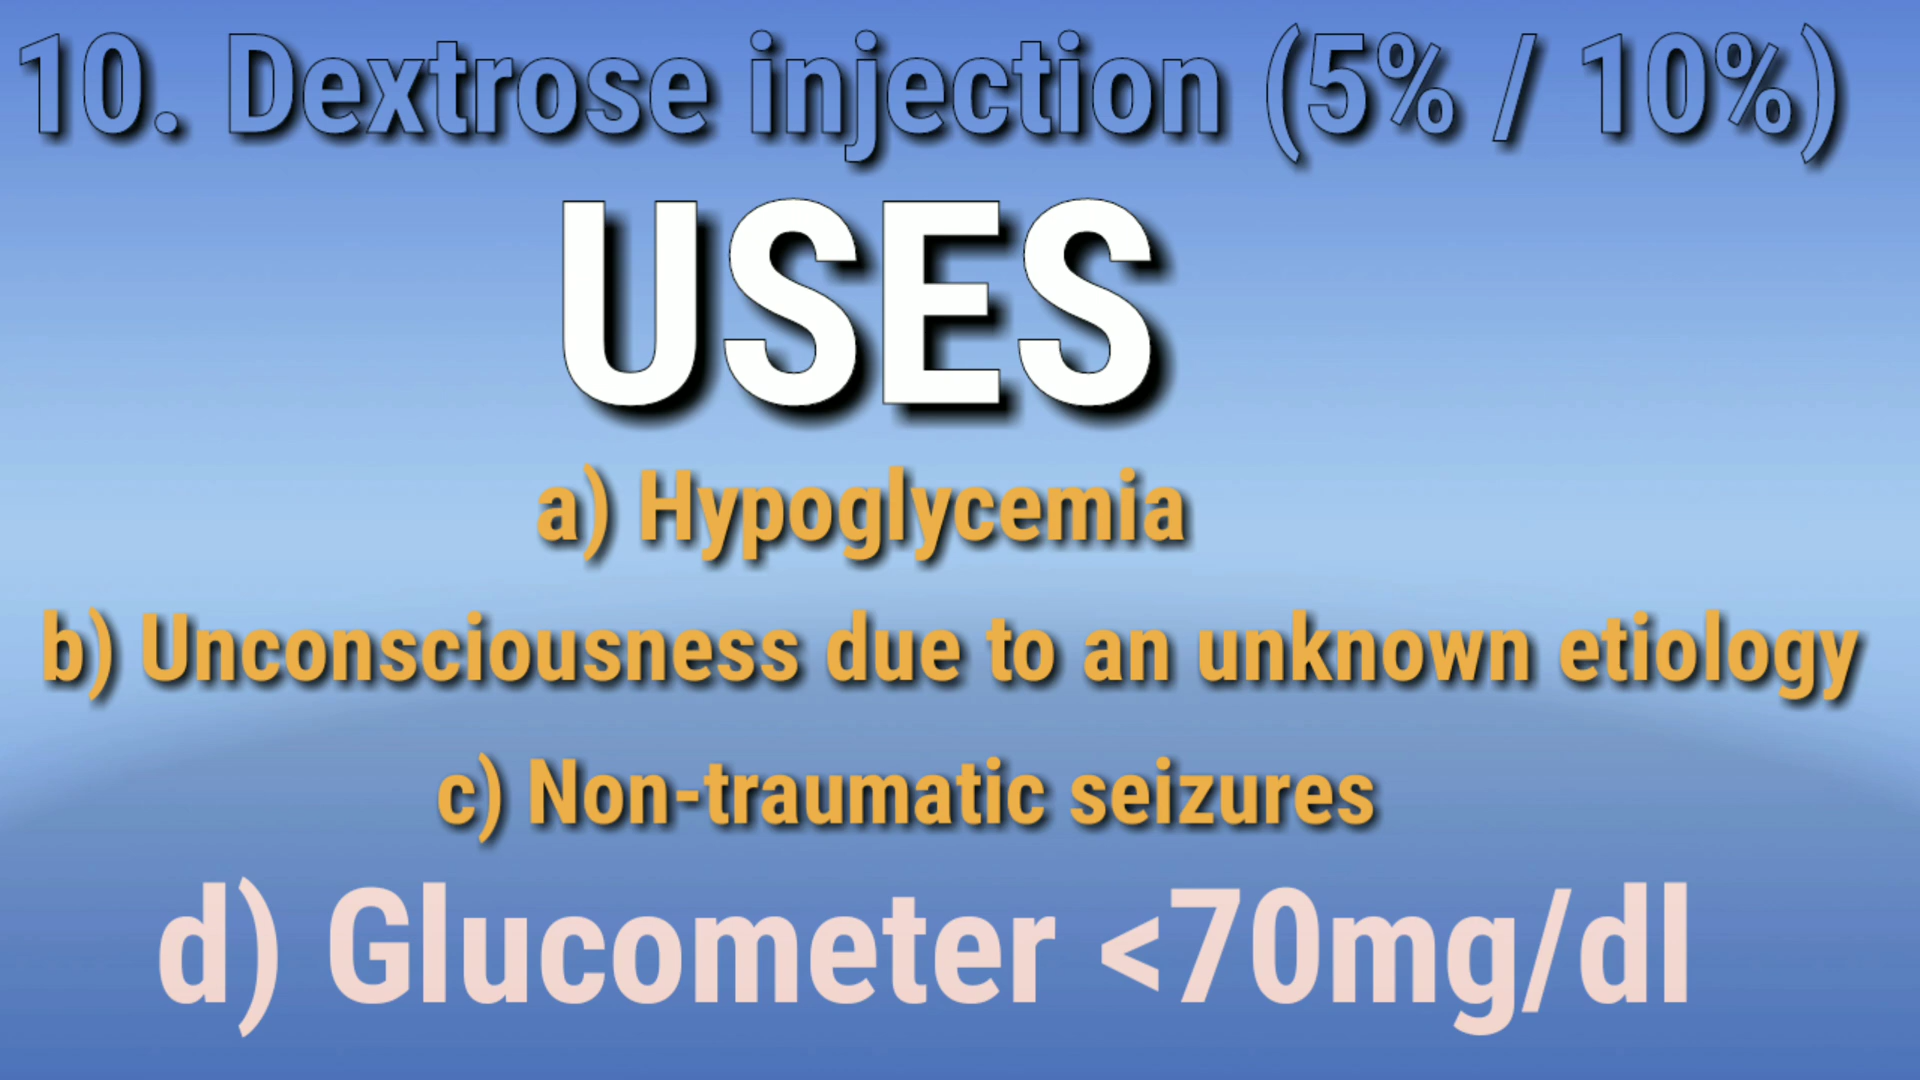 10. Dextrose injection (5% / 10%)
USES
a) Hypoglycemia
b) Unconsciousness due to an unknown etiology
c) Non-traumatic seizures
d) Glucometer <70mg/dl